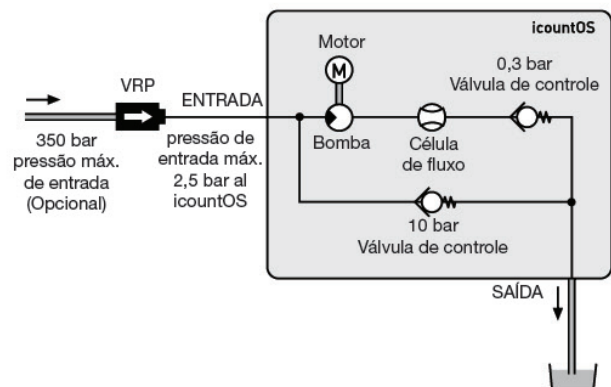 icountOS
Motor
M
0,3 bar
Válvula de controle
VRP
ENTRADA
350 bar
pressão máx.
de entrada
(Opcional)
pressão de
entrada máx.
2,5 bar al
icountOS
Bomba
Célula
de fluxo
10 bar
Válvula de controle
SAÍDA